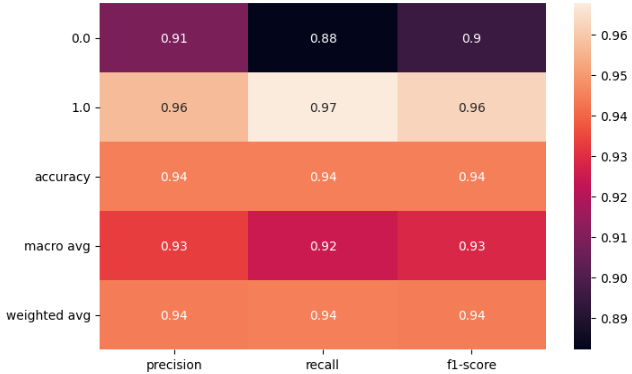 0.0 0.91 0.88 0.9
1.0 0.96 0.97 0.96
accuracy 0.94 0.94 0.94
macro avg 0.93 0.92 0.93
weighted avg 0.94 0.94 0.94
precision recall f1-score
0.96
0.95
0.94
0.93
0.92
0.91
0.90
0.89